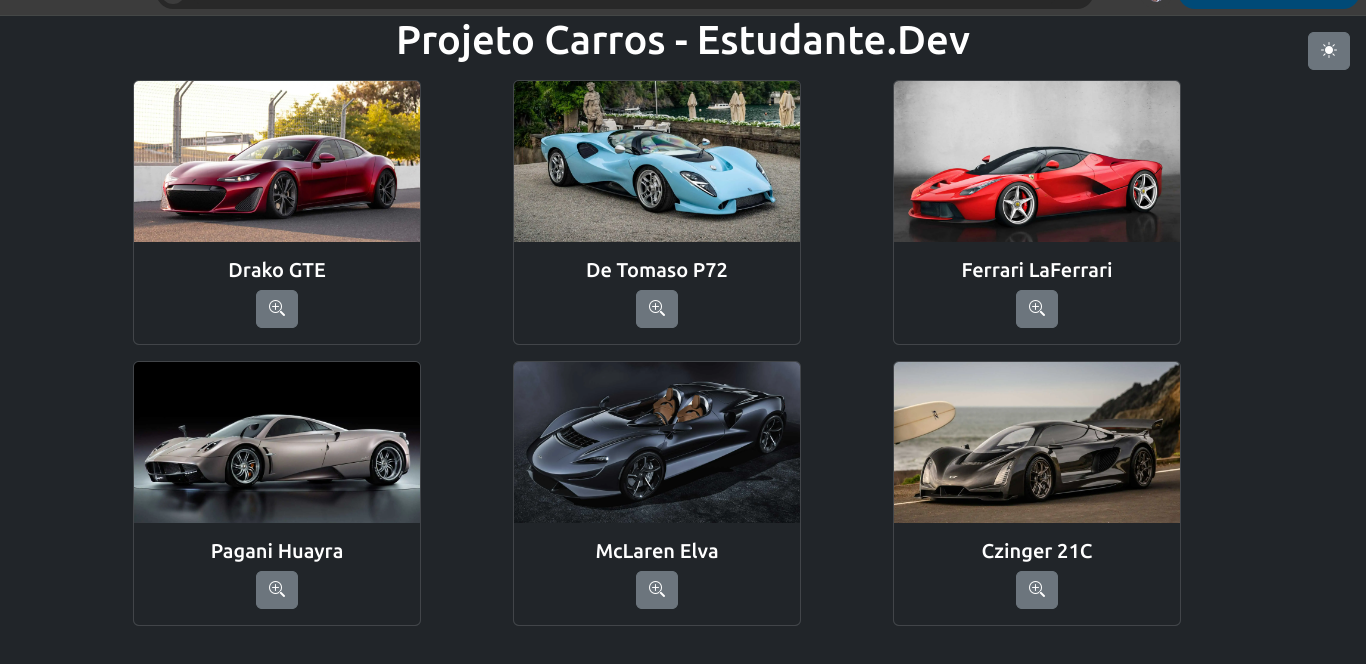 Projeto Carros - Estudante.Dev
Drako GTE
De Tomaso P72
Ferrari LaFerrari
Pagani Huayra
McLaren Elva
Czinger 21C